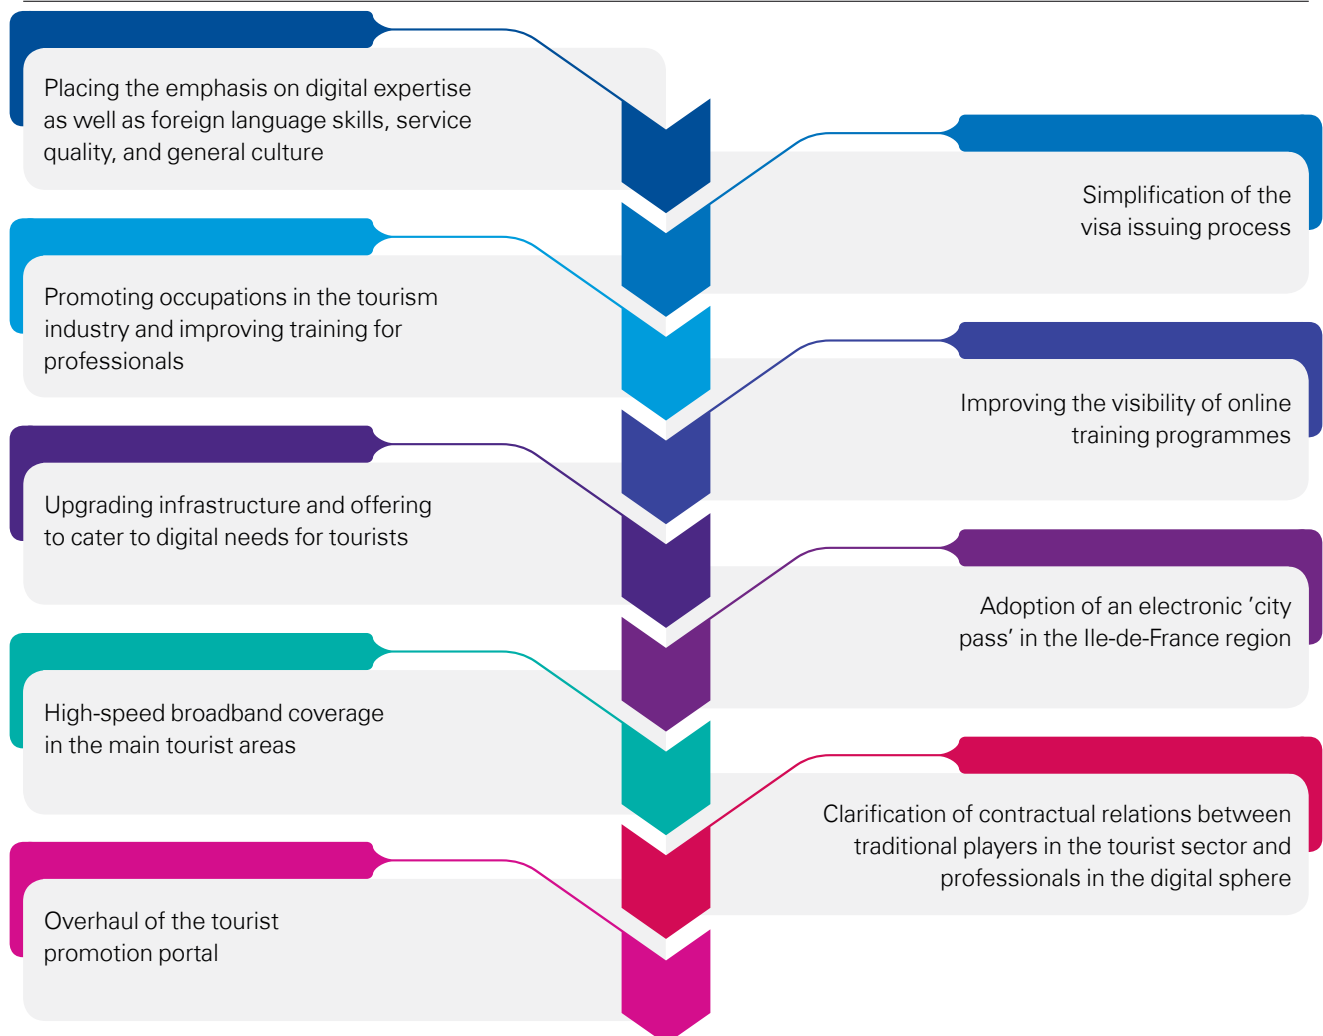 Placing the emphasis on digital expertise
as well as foreign language skills, service
quality, and general culture
Simplification of the
visa issuing process
Promoting occupations in the tourism
industry and improving training for
professionals
Improving the visibility of online
training programmes
Upgrading infrastructure and offering
to cater to digital needs for tourists
Adoption of an electronic ’city
pass’ in the Ile-de-France region
High-speed broadband coverage
in the main tourist areas
Clarification of contractual relations between
traditional players in the tourist sector and
professionals in the digital sphere
Overhaul of the tourist
promotion portal